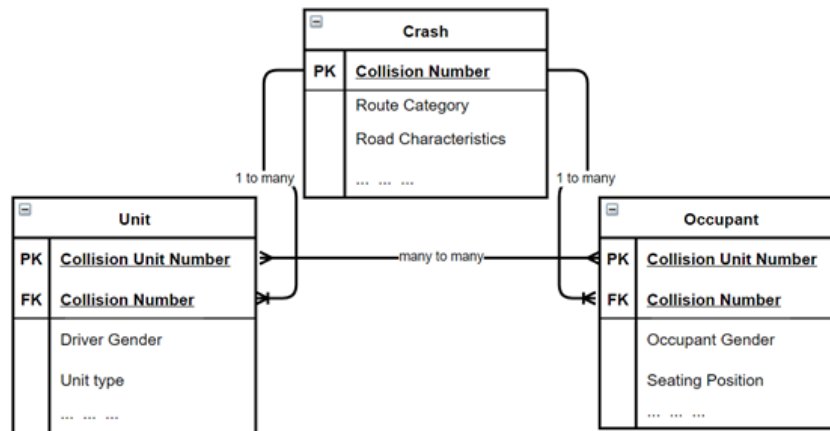 Crash
PK Collision Number
Route Category
Road Characteristics
... ... ...
1 to many
1 to many
Unit
PK Collision Unit Number
FK Collision Number
Driver Gender
Unit type
... ... ...
many to many
Occupant
PK Collision Unit Number
FK Collision Number
Occupant Gender
Seating Position
... ... ...